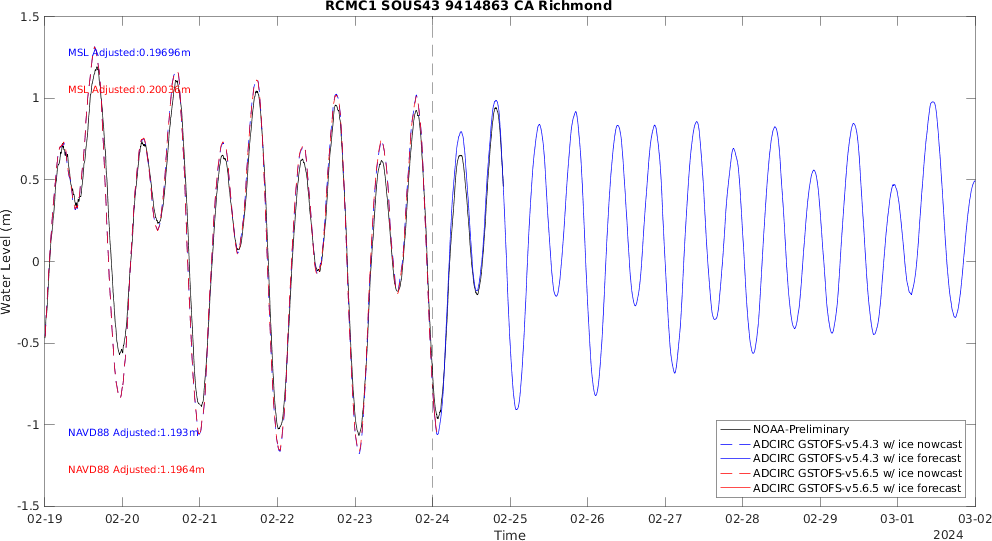 RCMC1 SOUS43 9414863 CA Richmond
1.5
1
0.5
0
-0.5
-1
-1.5
Water Level (m)
MSL Adjusted:0.19696m
MSL Adjusted:0.20036m
NAVD88 Adjusted:1.193m
NAVD88 Adjusted:1.1964m
NOAA-Preliminary
ADCIRC GSTOFS-v5.4.3 w/ ice nowcast
ADCIRC GSTOFS-v5.4.3 w/ ice forecast
ADCIRC GSTOFS-v5.6.5 w/ ice nowcast
ADCIRC GSTOFS-v5.6.5 w/ ice forecast
02-19 02-20 02-21 02-22 02-23 02-24 02-25 02-26 02-27 02-28 02-29 03-01 03-02
Time
2024